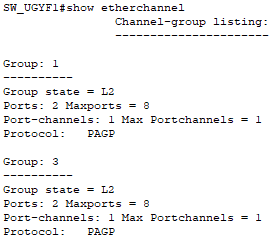 SW_UGYF1#show etherchannel
Channel-group listing:
----------------------
Group: 1
----------
Group state = L2
Ports: 2 Maxports = 8
Port-channels: 1 Max Portchannels = 1
Protocol: PAGP
Group: 3
----------
Group state = L2
Ports: 2 Maxports = 8
Port-channels: 1 Max Portchannels = 1
Protocol: PAGP